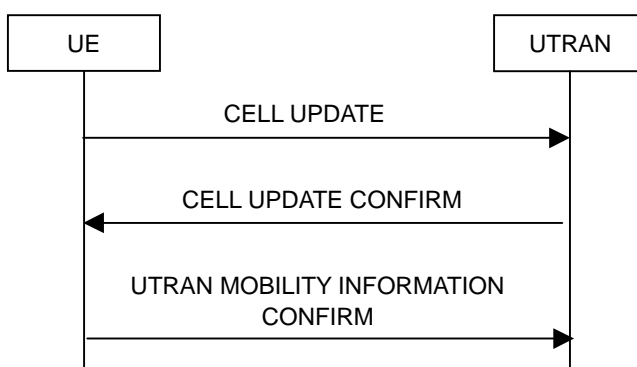 UE
UTRAN
CELL UPDATE
CELL UPDATE CONFIRM
UTRAN MOBILITY INFORMATION
CONFIRM